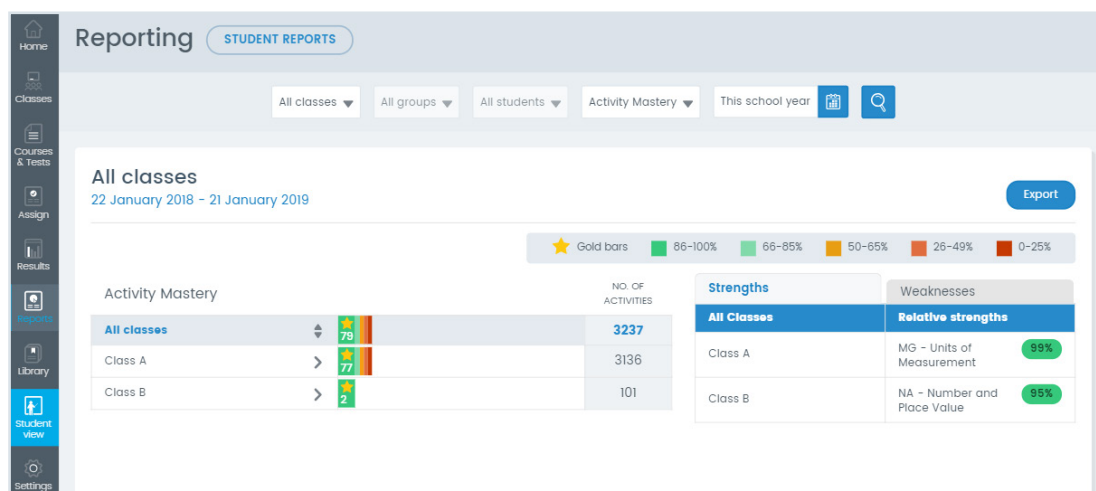 Home
Classes
Courses
& Tests
Assign
Results
Reports
Library
Student
view
Settings
Reporting
STUDENT REPORTS
All classes
All groups
All students
Activity Mastery
This school year
All classes
22 January 2018 - 21 January 2019
Export
Gold bars
86-100%
66-85%
50-65%
26-49%
0-25%
Activity Mastery
NO. OF
ACTIVITIES
All classes
79
3237
Class A
77
3136
Class B
2
101
Strengths
Weaknesses
All Classes
Relative strengths
Class A
MG - Units of
Measurement
99%
Class B
NA - Number and
Place Value
95%